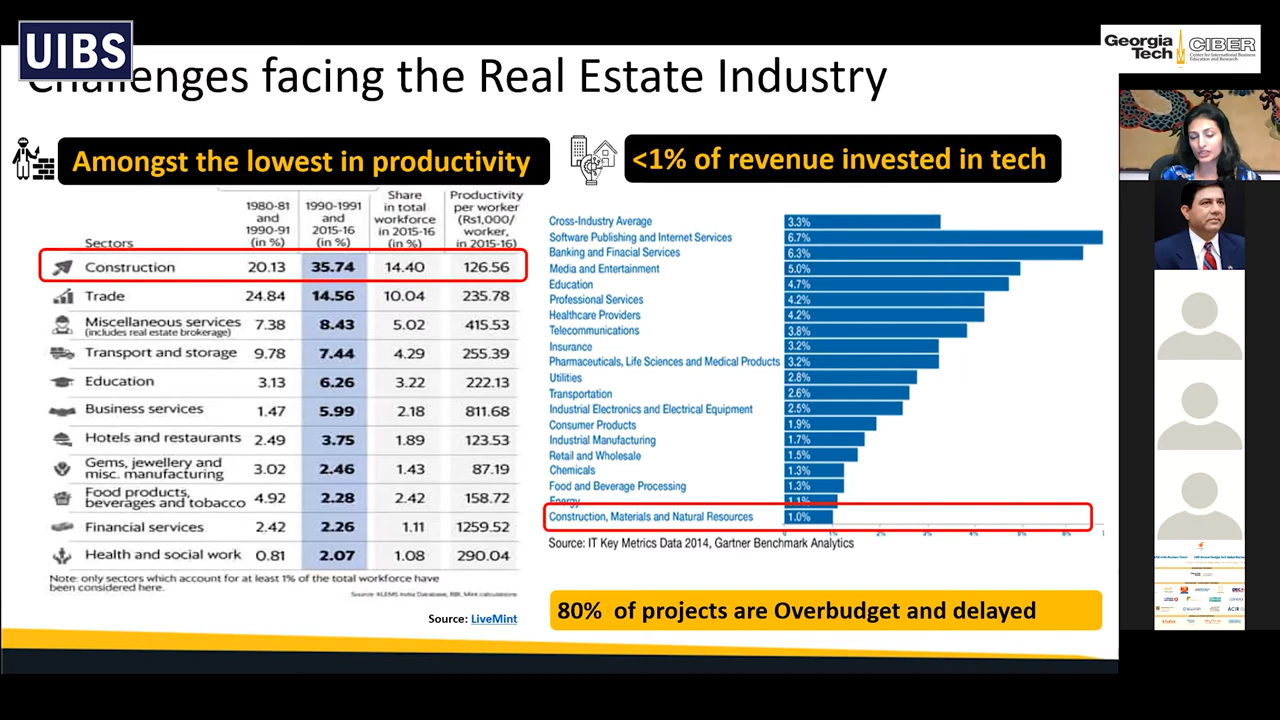 UIBS
Georgia Tech
CIBER
Center for International Business Education and Research
Challenges facing the Real Estate Industry
Amongst the lowest in productivity
<1% of revenue invested in tech
Sectors
1980-81 and 1990-91 (in %)
1990-1991 and 2015-16 (in %)
Share in total workforce in 2015-16 (in %)
Productivity per worker (Rs1,000/ worker, in 2015-16)
Construction 20.13 35.74 14.40 126.56
Trade 24.84 14.56 10.04 235.78
Miscellaneous services (includes real estate brokerage) 7.38 8.43 5.02 415.53
Transport and storage 9.78 7.44 4.29 255.39
Education 3.13 6.26 3.22 222.13
Business services 1.47 5.99 2.18 811.68
Hotels and restaurants 2.49 3.75 1.89 123.53
Gems, jewellery and misc. manufacturing 3.02 2.46 1.43 87.19
Food products, beverages and tobacco 4.92 2.28 2.42 158.72
Financial services 2.42 2.26 1.11 1259.52
Health and social work 0.81 2.07 1.08 290.04
Note: only sectors which account for at least 1% of the total workforce have
been considered here.
Source: KLEMS India Database, RBI, Mint calculations
Source: LiveMint
Cross-Industry Average 3.3%
Software Publishing and Internet Services 6.7%
Banking and Finacial Services 6.3%
Media and Entertainment 5.0%
Education 4.7%
Professional Services 4.2%
Healthcare Providers 4.2%
Telecommunications 3.8%
Insurance 3.2%
Pharmaceuticals, Life Sciences and Medical Products 3.2%
Utilities 2.8%
Transportation 2.6%
Industrial Electronics and Electrical Equipment 2.5%
Consumer Products 1.9%
Industrial Manufacturing 1.7%
Retail and Wholesale 1.5%
Chemicals 1.3%
Food and Beverage Processing 1.3%
Energy 1.1%
Construction, Materials and Natural Resources 1.0%
Source: IT Key Metrics Data 2014, Gartner Benchmark Analytics
80% of projects are Overbudget and delayed